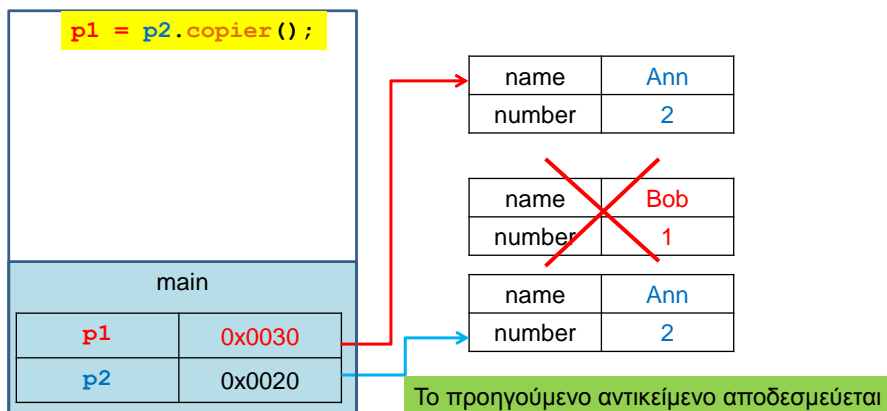 p1 = p2.copier();
name Ann
number 2
name Bob
number 1
main
p1 0x0030
p2 0x0020
name Ann
number 2
Το προηγούμενο αντικείμενο αποδεσμεύεται